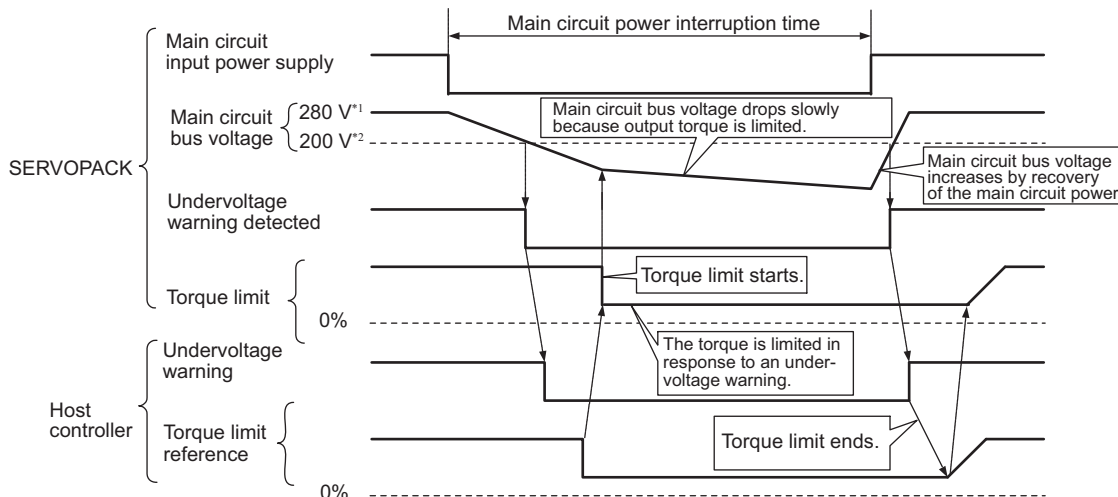 Main circuit power interruption time
Main circuit
input power supply
Main circuit
bus voltage
280 V*1
200 V*2
Main circuit bus voltage drops slowly
because output torque is limited.
Main circuit bus voltage
increases by recovery
of the main circuit power
SERVOPACK
Undervoltage
warning detected
Torque limit starts.
Torque limit
0%
The torque is limited in
response to an under-
voltage warning.
Undervoltage
warning
Host
controller
Torque limit
reference
Torque limit ends.
0%